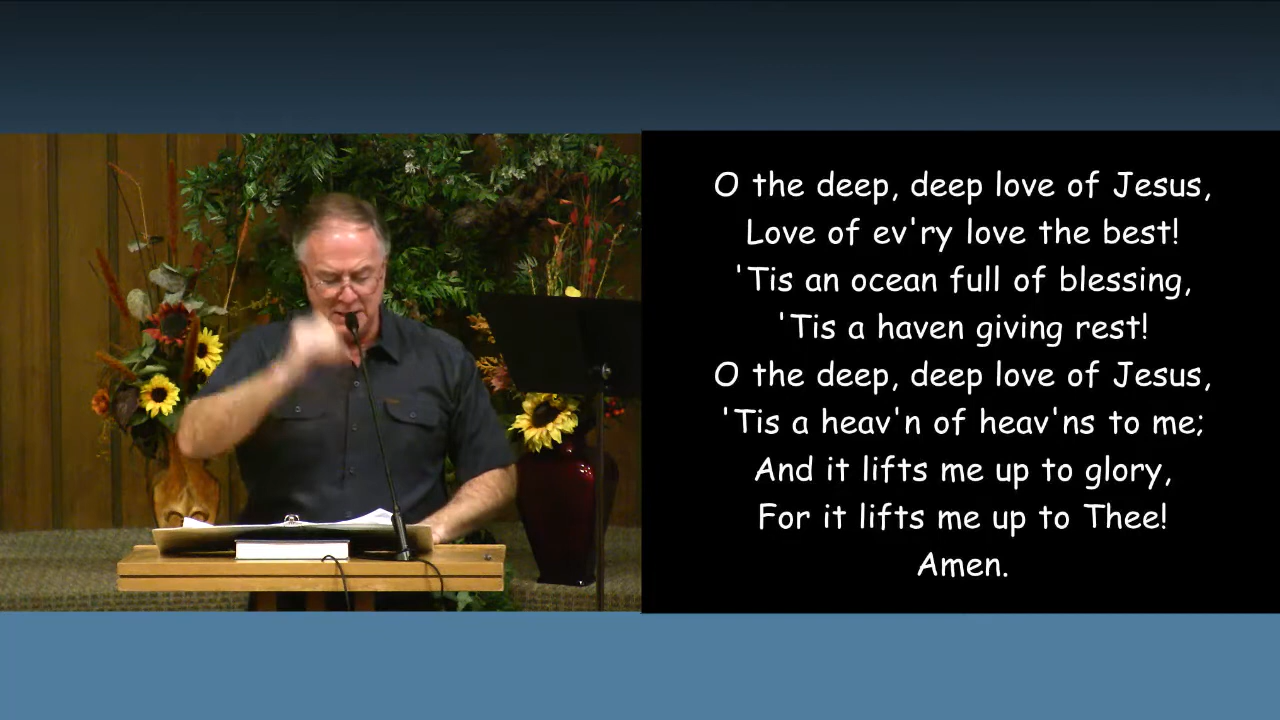 O the deep, deep love of Jesus,
Love of ev'ry love the best!
'Tis an ocean full of blessing,
'Tis a haven giving rest!
O the deep, deep love of Jesus,
'Tis a heav'n of heav'ns to me;
And it lifts me up to glory,
For it lifts me up to Thee!
Amen.